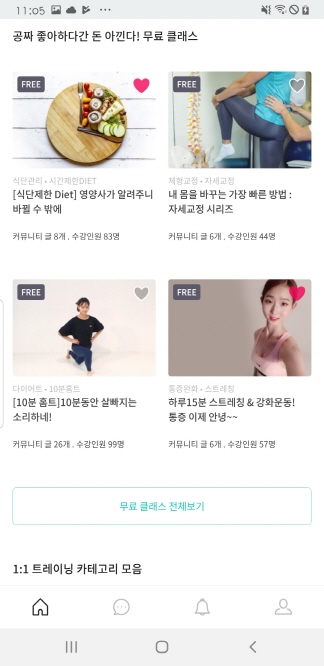 11:05
공짜 좋아하다간 돈 아낀다! 무료 클래스
FREE
FREE
식단관리 • 시간제한DIET
[식단제한 Diet] 영양사가 알려주니
바뀔 수 밖에
커뮤니티 글 8개 . 수강인원 83명
체형교정 • 자세교정
내 몸을 바꾸는 가장 빠른 방법 :
자세교정 시리즈
커뮤니티 글 6개 . 수강인원 44명
FREE
FREE
다이어트 • 10분홈트
[10분 홈트]10분동안 살빠지는
소리하네!
커뮤니티 글 26개 . 수강인원 99명
통증완화 • 스트레칭
하루15분 스트레칭 & 강화운동!
통증 이제 안녕~~
커뮤니티 글 6개 . 수강인원 57명
무료 클래스 전체보기
1:1 트레이닝 카테고리 모음